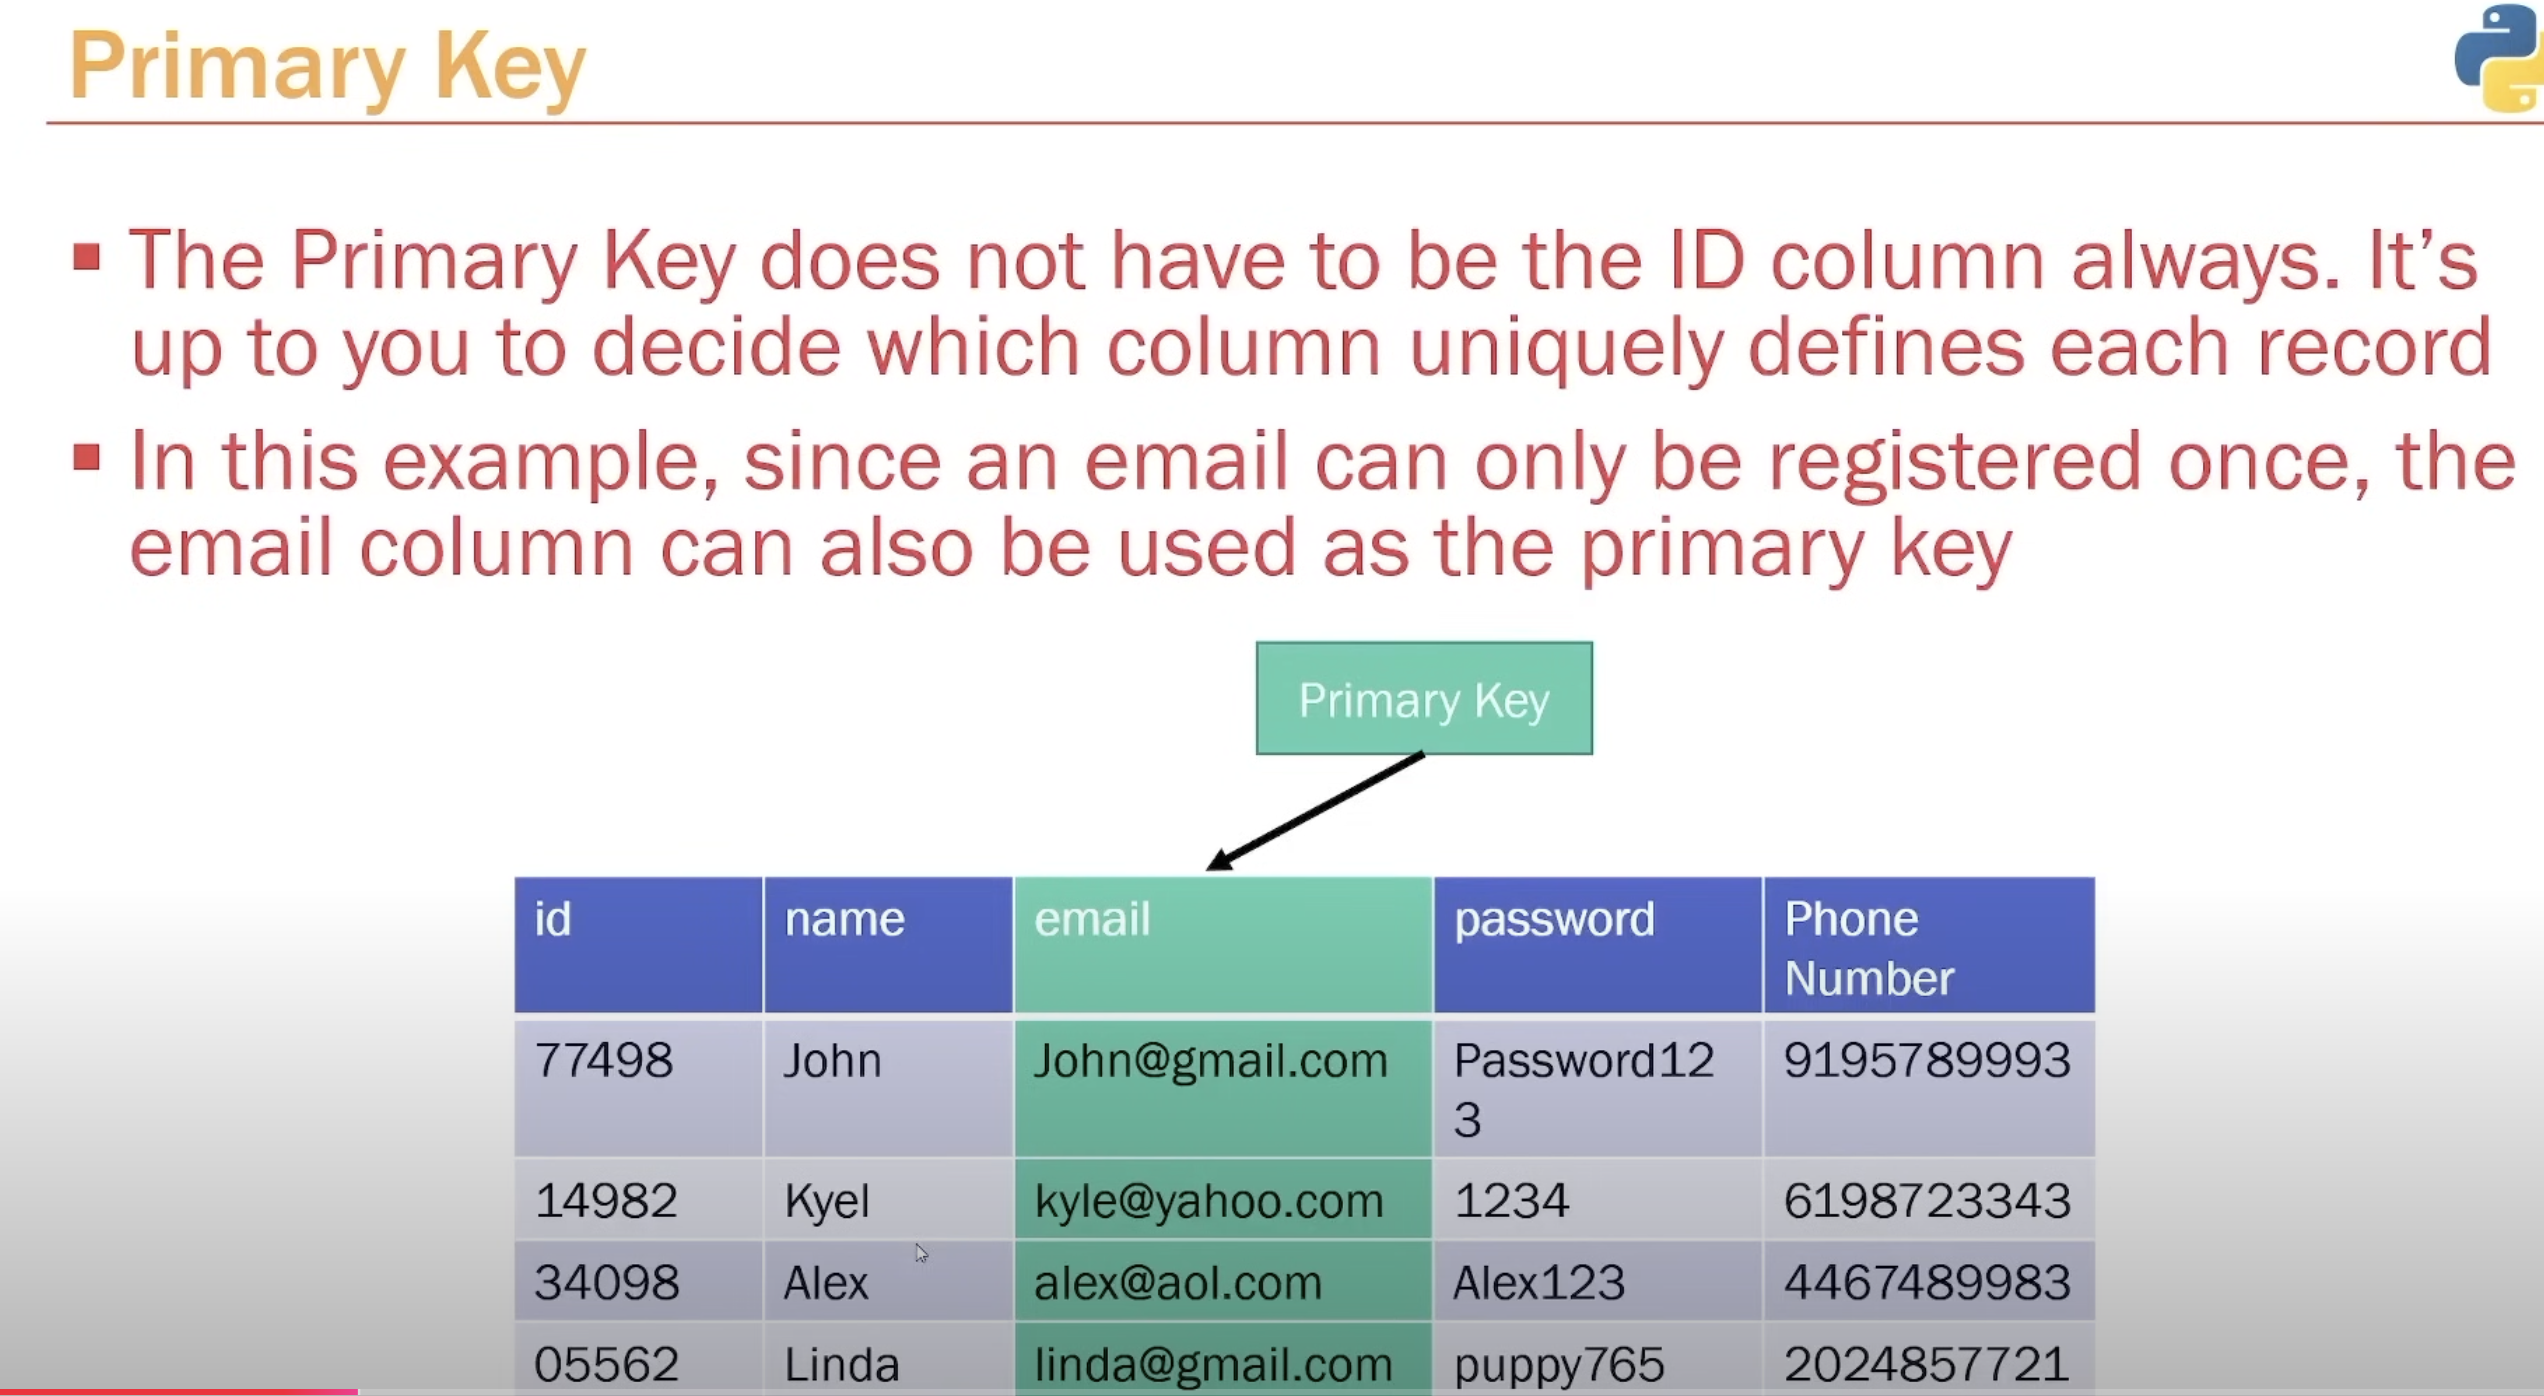 Primary Key
▪ The Primary Key does not have to be the ID column always. It’s
up to you to decide which column uniquely defines each record
▪ In this example, since an email can only be registered once, the
email column can also be used as the primary key
Primary Key
id name email password Phone
Number
77498 John John@gmail.com Password12 9195789993
3
14982 Kyel kyle@yahoo.com 1234 6198723343
34098 Alex alex@aol.com Alex123 4467489983
05562 Linda linda@gmail.com puppy765 2024857721